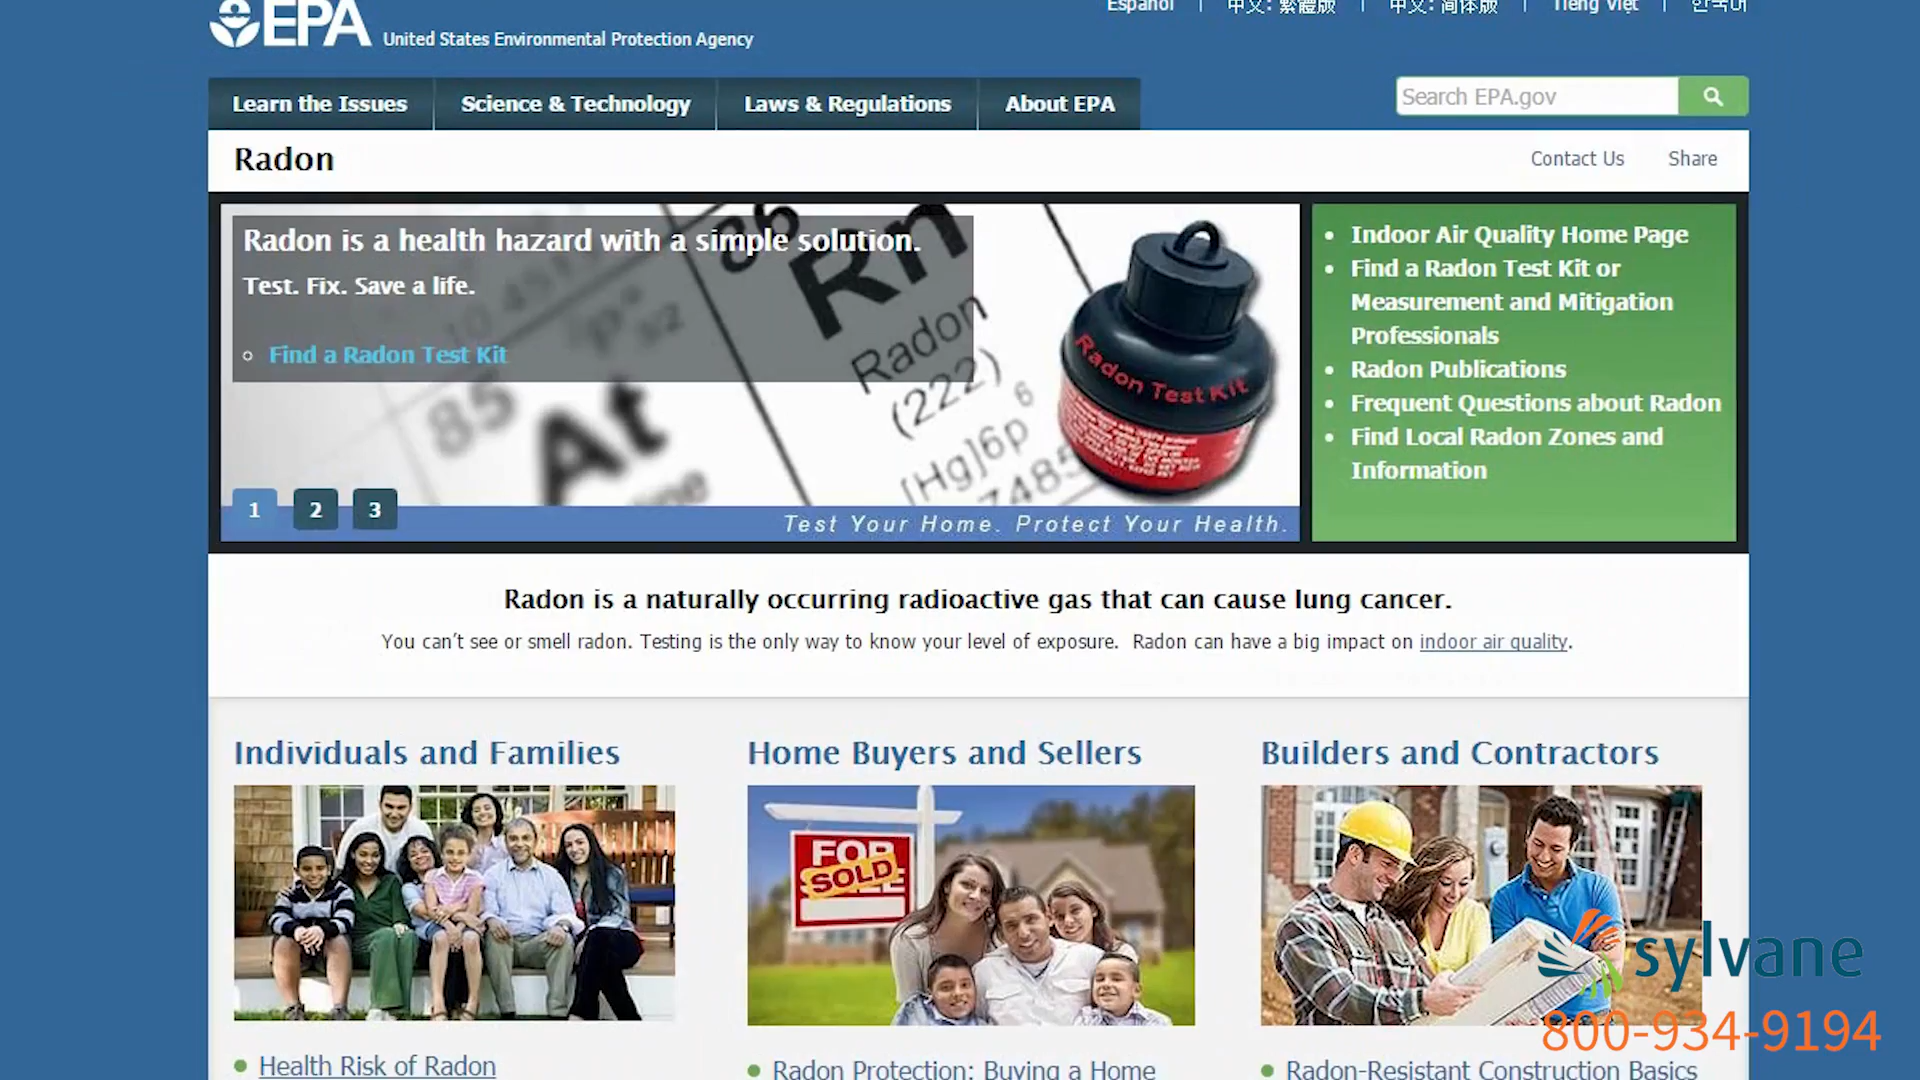 EPA United States Environmental Protection Agency
Español | 中文: 繁體版 | 中文: 简体版 | Tiếng Việt | 한국어
Learn the Issues
Science & Technology
Laws & Regulations
About EPA
Search EPA.gov
Radon
Contact Us
Share
Radon is a health hazard with a simple solution.
Test. Fix. Save a life.
Find a Radon Test Kit
86
Rn
Radon
(222)
[Hg]6p
6
7485
85
At
Radon Test Kit
1 2 3
Test Your Home. Protect Your Health.
Indoor Air Quality Home Page
Find a Radon Test Kit or
Measurement and Mitigation
Professionals
Radon Publications
Frequent Questions about Radon
Find Local Radon Zones and
Information
Radon is a naturally occurring radioactive gas that can cause lung cancer.
You can't see or smell radon. Testing is the only way to know your level of exposure. Radon can have a big impact on indoor air quality.
Individuals and Families
Home Buyers and Sellers
Builders and Contractors
FOR
SOLD
sylvane
800-934-9194
Health Risk of Radon
Radon Protection: Buying a Home
Radon-Resistant Construction Basics